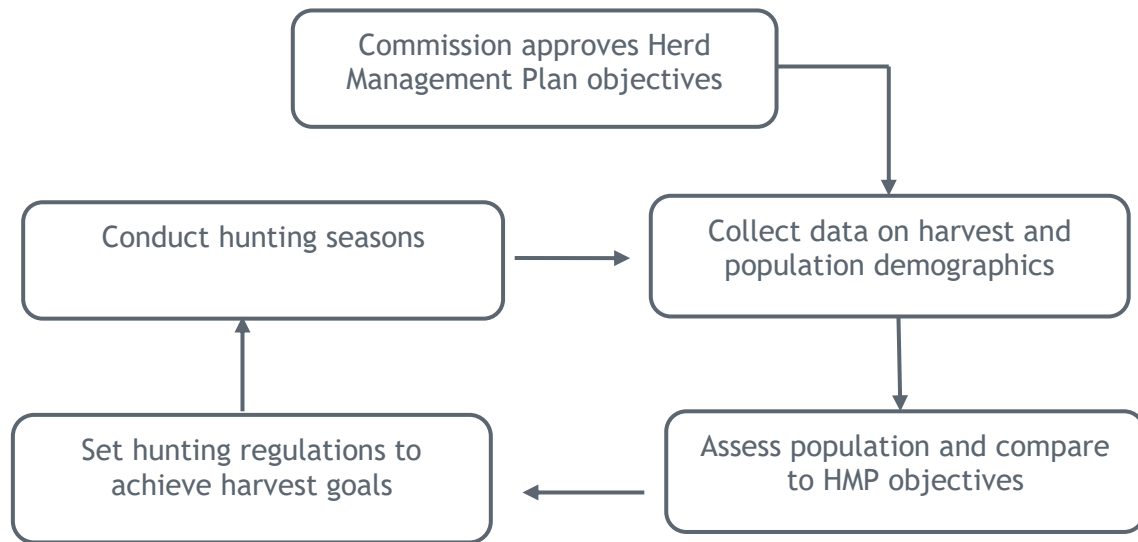 Commission approves Herd
Management Plan objectives
Conduct hunting seasons
Collect data on harvest and
population demographics
Set hunting regulations to
achieve harvest goals
Assess population and compare
to HMP objectives